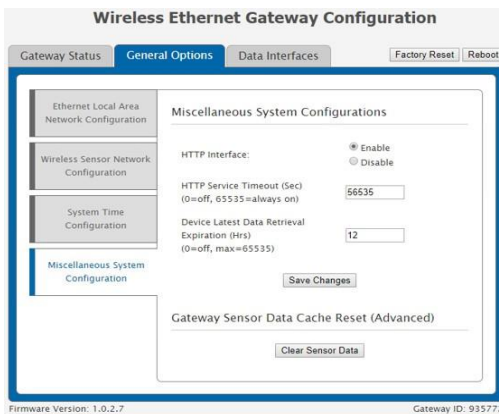 Wireless Ethernet Gateway Configuration
Gateway Status
General Options
Data Interfaces
Factory Reset
Reboot
Ethernet Local Area
Network Configuration
Wireless Sensor Network
Configuration
System Time
Configuration
Miscellaneous System
Configuration
Miscellaneous System Configurations
HTTP Interface:
Enable
Disable
HTTP Service Timeout (Sec)
(0=off, 65535=always on)
56535
Device Latest Data Retrieval
Expiration (Hrs)
(0=off, max=65535)
12
Save Changes
Gateway Sensor Data Cache Reset (Advanced)
Clear Sensor Data
Firmware Version: 1.0.2.7
Gateway ID: